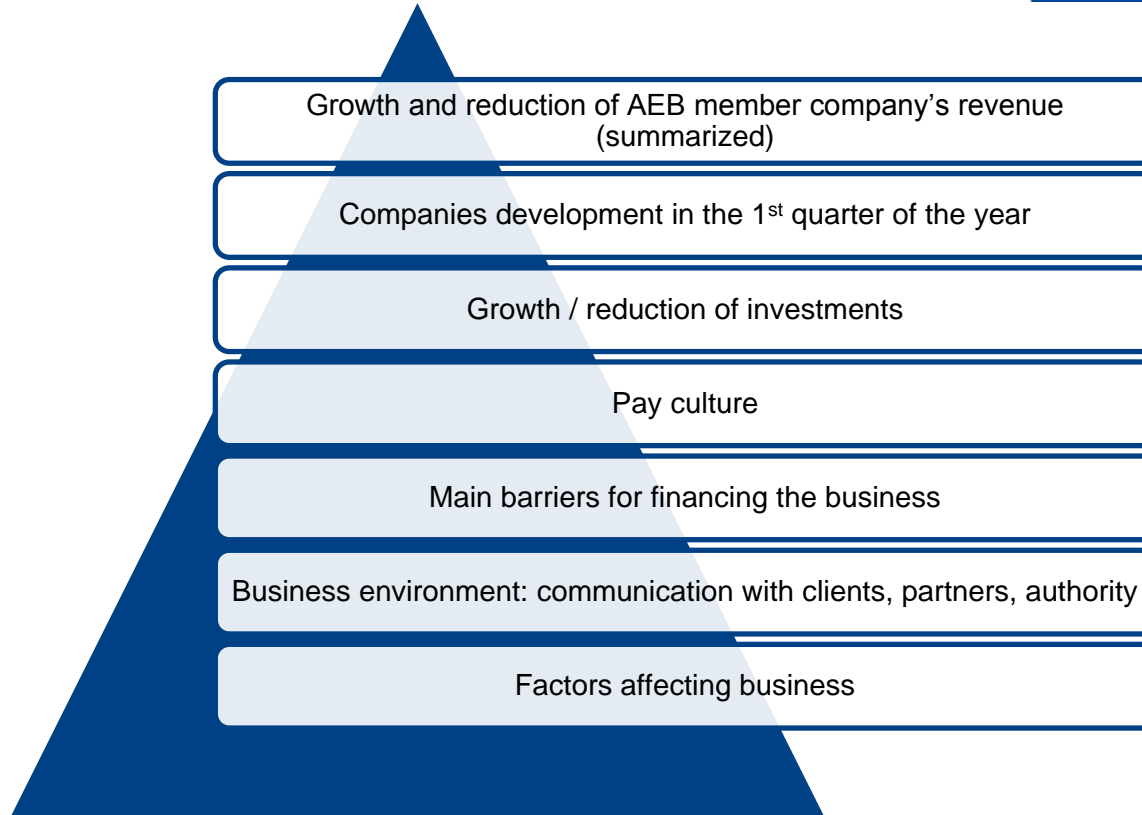 Growth and reduction of AEB member company’s revenue
(summarized)
Companies development in the 1st quarter of the year
Growth / reduction of investments
Pay culture
Main barriers for financing the business
Business environment: communication with clients, partners, authority
Factors affecting business